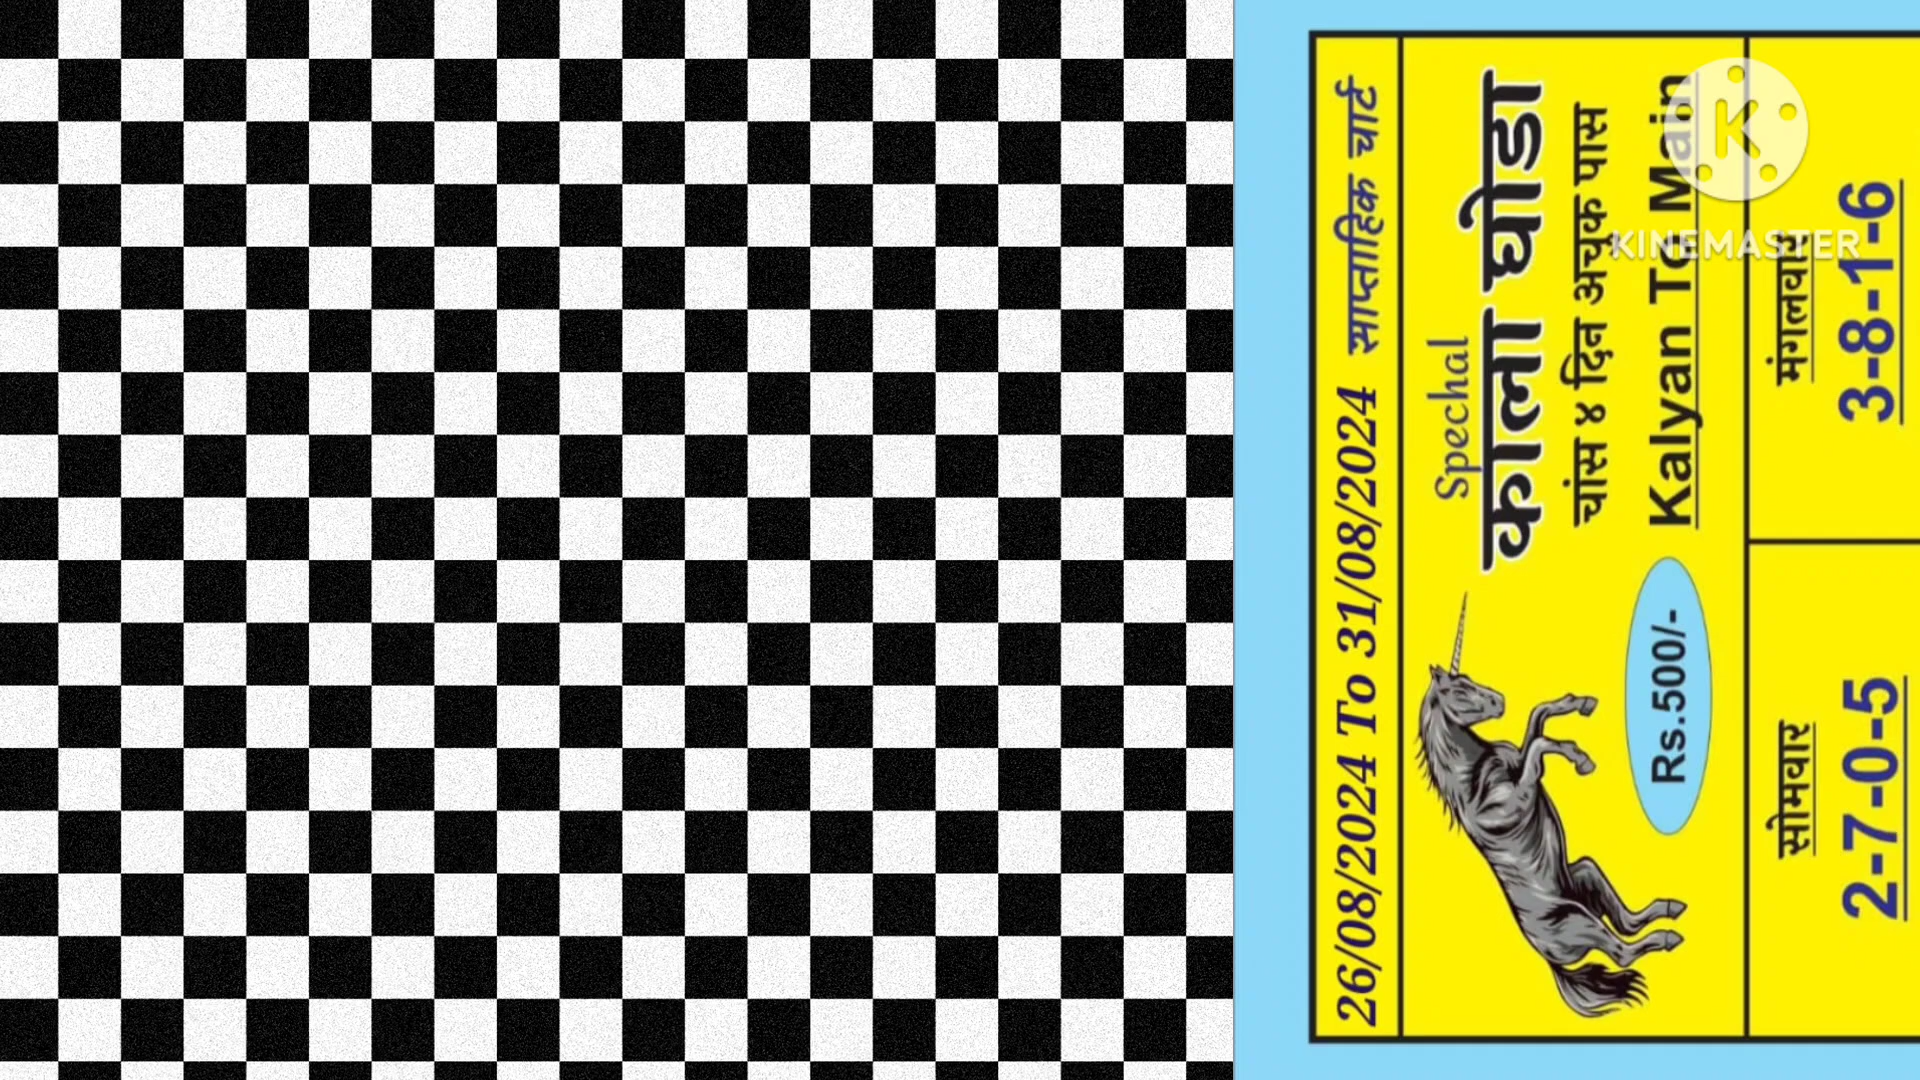 26/08/2024 To 31/08/2024 साप्ताहिक चार्ट
Spechal
काला घोडा
चांस ४ दिन अचूक पास
Kalyan To Main
Rs.500/-
सोमवार
2-7-0-5
मंगलवार
3-8-1-6
K
KINEMASTER